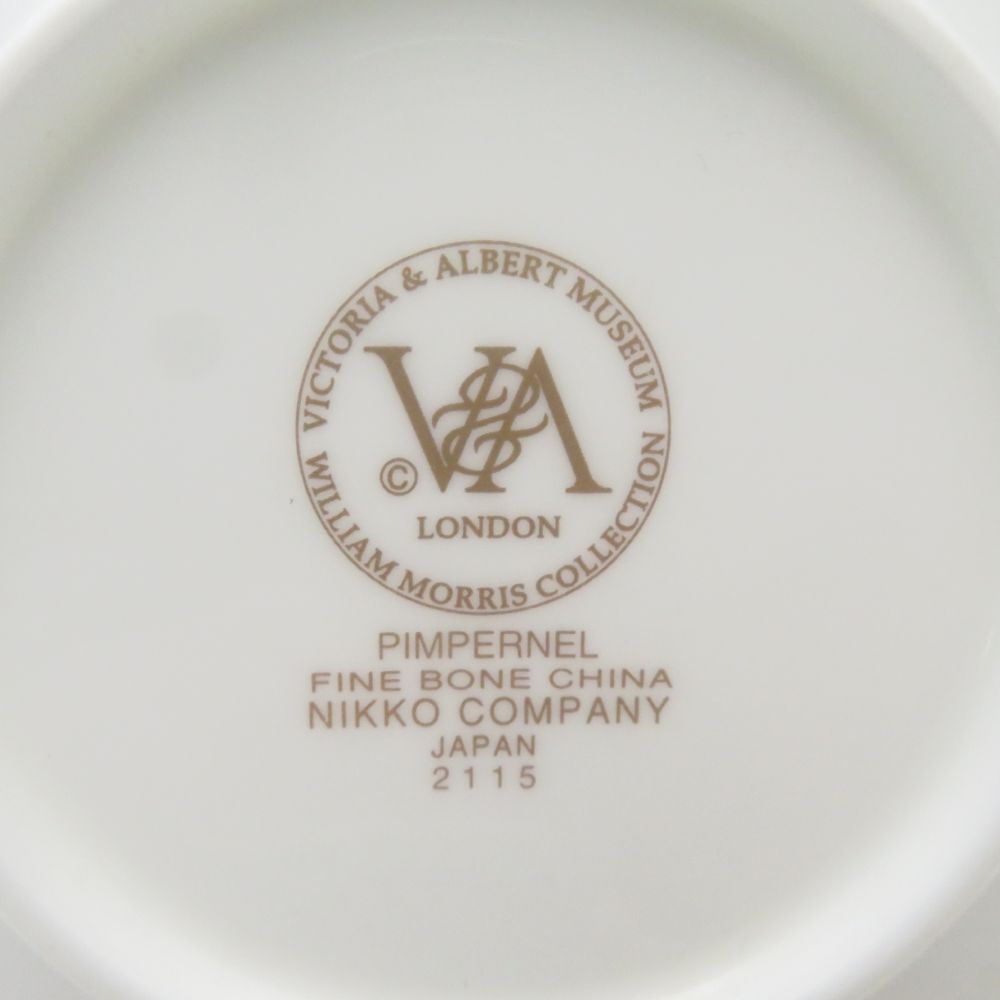 VICTORIA & ALBERT MUSEUM
V&A
©
LONDON
WILLIAM MORRIS COLLECTION
PIMPERNEL
FINE BONE CHINA
NIKKO COMPANY
JAPAN
2115